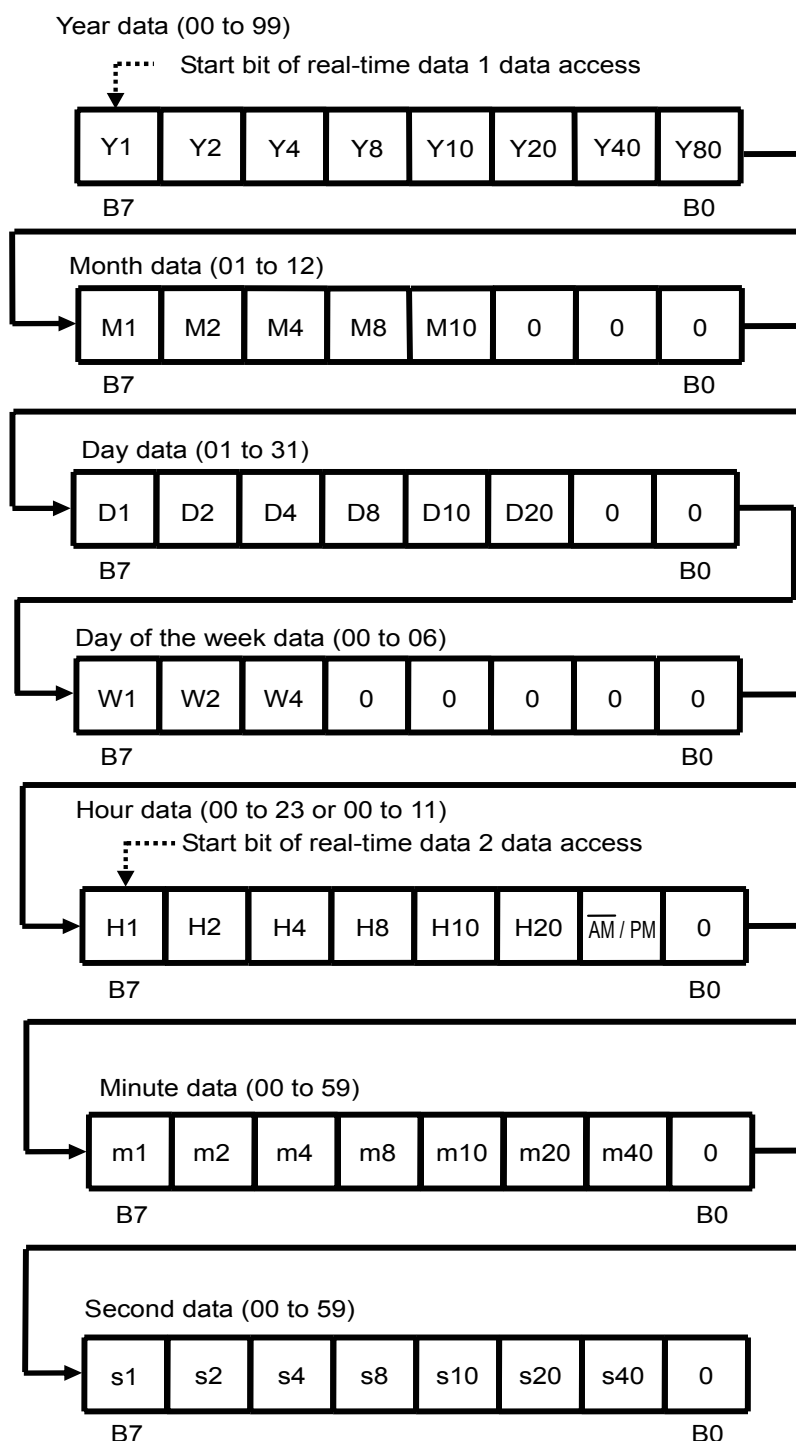 Year data (00 to 99)
Start bit of real-time data 1 data access
Y1 Y2 Y4 Y8 Y10 Y20 Y40 Y80
B7 B0
Month data (01 to 12)
M1 M2 M4 M8 M10 0 0 0
B7 B0
Day data (01 to 31)
D1 D2 D4 D8 D10 D20 0 0
B7 B0
Day of the week data (00 to 06)
W1 W2 W4 0 0 0 0 0
B7 B0
Hour data (00 to 23 or 00 to 11)
Start bit of real-time data 2 data access
H1 H2 H4 H8 H10 H20 A̅M̅ / PM 0
B7 B0
Minute data (00 to 59)
m1 m2 m4 m8 m10 m20 m40 0
B7 B0
Second data (00 to 59)
s1 s2 s4 s8 s10 s20 s40 0
B7 B0